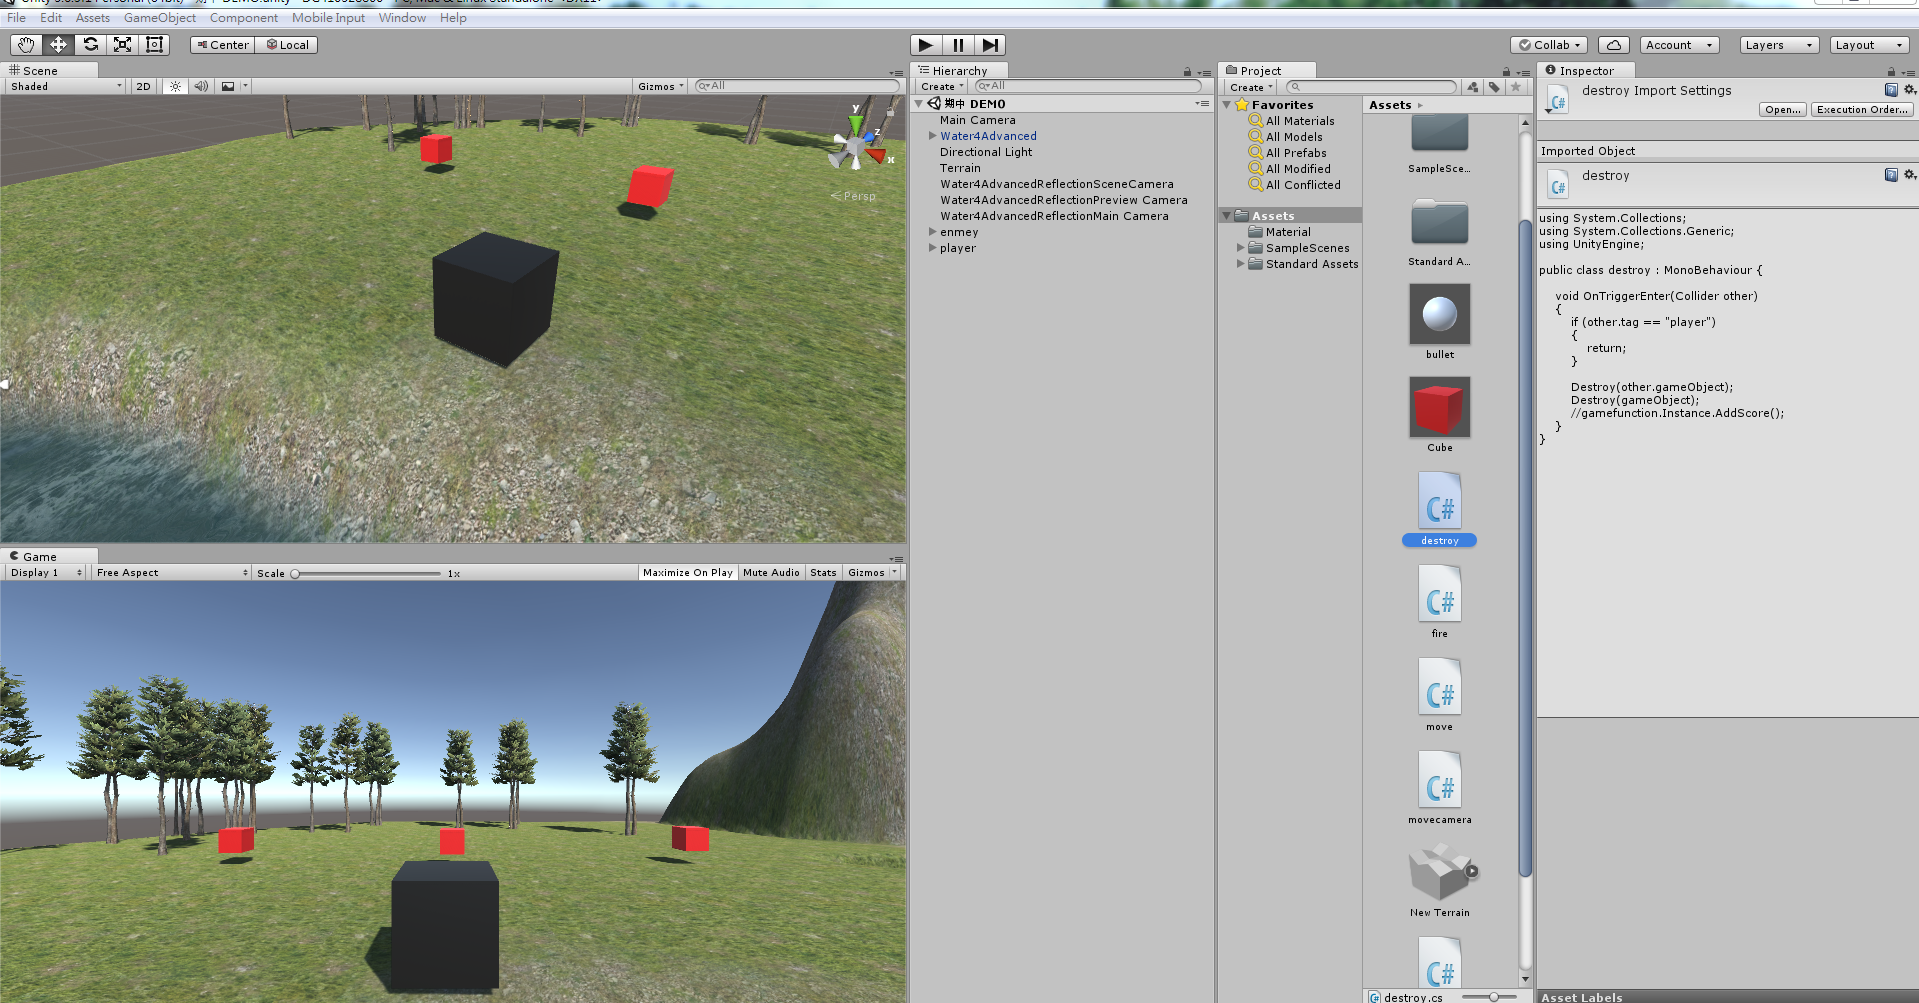 File Edit Assets GameObject Component Mobile Input Window Help
Center Local
Collab Account Layers Layout
Scene
Shaded 2D Gizmos All
y
z
x
Persp
Game
Display 1 Free Aspect Scale 1x Maximize On Play Mute Audio Stats Gizmos
Hierarchy
Create All
期中 DEMO
Main Camera
Water4Advanced
Directional Light
Terrain
Water4AdvancedReflectionSceneCamera
Water4AdvancedReflectionPreview Camera
Water4AdvancedReflectionMain Camera
enmey
player
Project
Create
Favorites
All Materials
All Models
All Prefabs
All Modified
All Conflicted
Assets
Material
SampleScenes
Standard Assets
Assets
SampleSce...
Standard A...
bullet
Cube
C#
destroy
C#
fire
C#
move
C#
movecamera
New Terrain
C#
destroy.cs
Inspector
C#
destroy Import Settings
Open... Execution Order...
Imported Object
C#
destroy
using System.Collections;
using System.Collections.Generic;
using UnityEngine;
public class destroy : MonoBehaviour {
void OnTriggerEnter(Collider other)
{
if (other.tag == "player")
{
return;
}
Destroy(other.gameObject);
Destroy(gameObject);
//gamefunction.Instance.AddScore();
}
}
Asset Labels